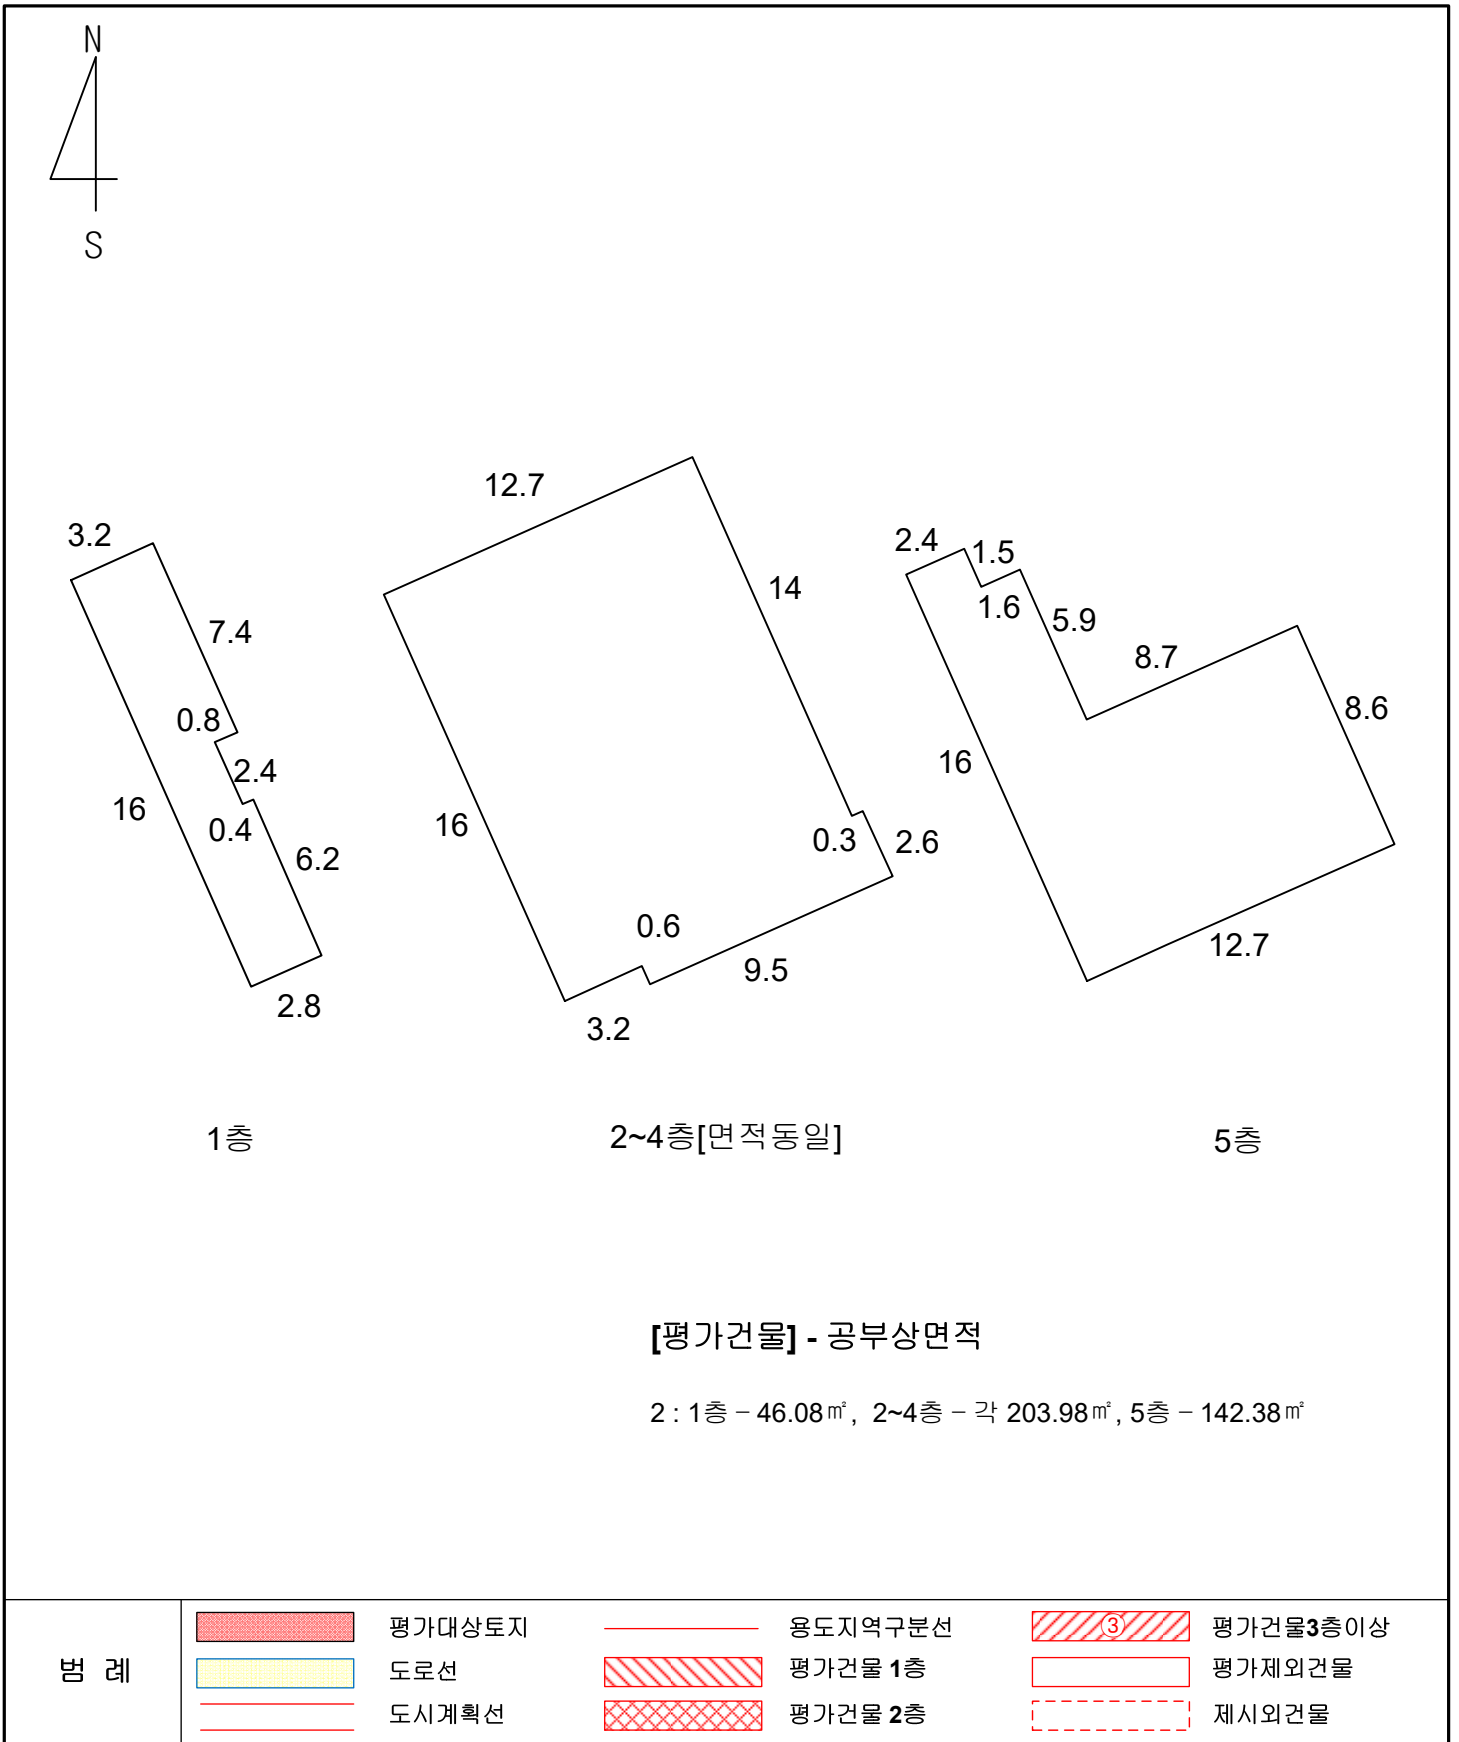 N
S
12.7
3.2
2.4
1.5
14
1.6
5.9
7.4
8.7
0.8
8.6
2.4
16
16
16
0.4
0.3
2.6
6.2
0.6
12.7
9.5
2.8
3.2
1층
2~4층[면적동일]
5층
[평가건물] - 공부상면적
2 : 1층 – 46.08㎡, 2~4층 – 각 203.98㎡, 5층 – 142.38㎡
범 례
평가대상토지
용도지역구분선
③
평가건물3층이상
도로선
평가건물 1층
평가제외건물
도시계획선
평가건물 2층
제시외건물